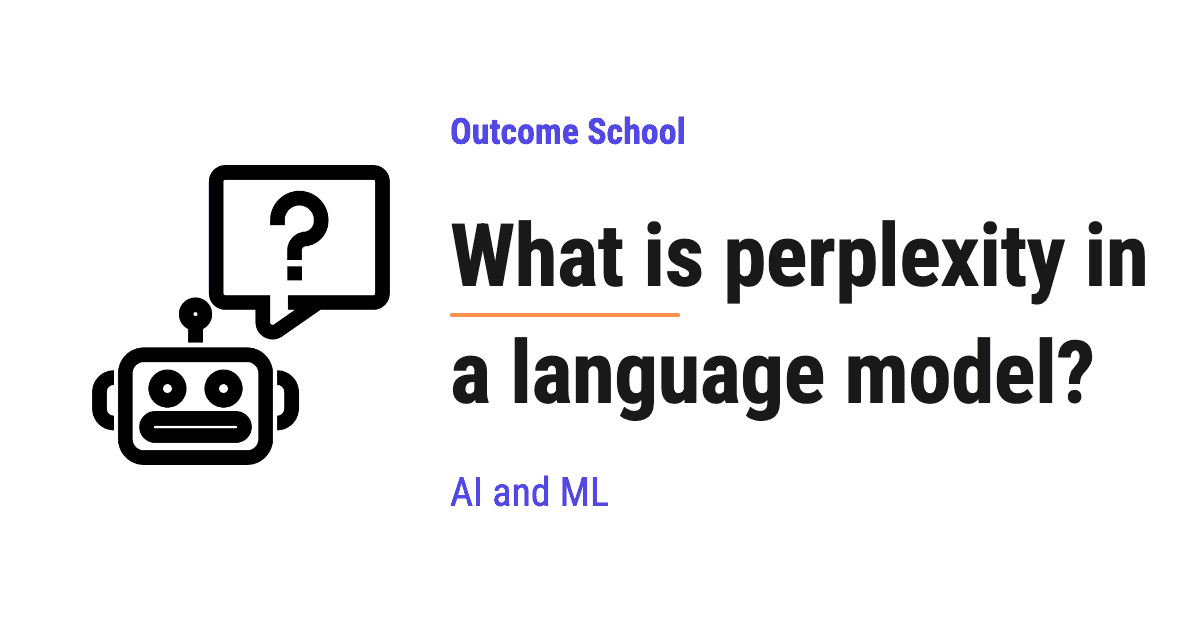 Outcome School
What is perplexity in
a language model?
AI and ML